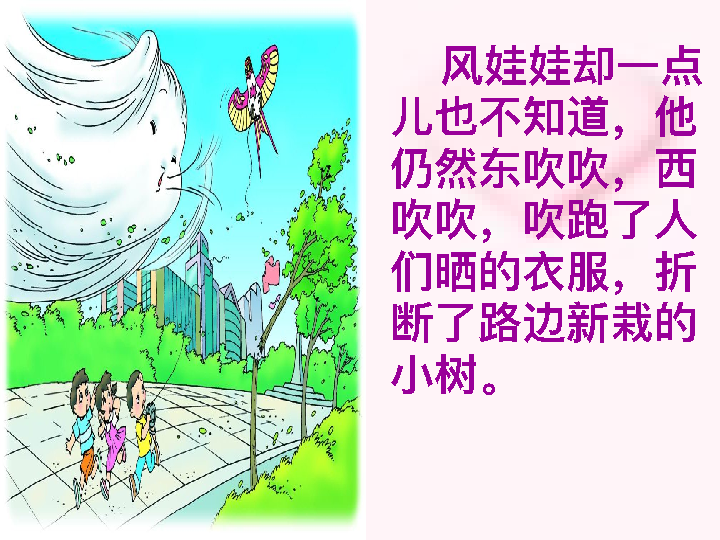 风娃娃却一点
儿也不知道，他
仍然东吹吹，西
吹吹，吹跑了人
们晒的衣服，折
断了路边新栽的
小树。